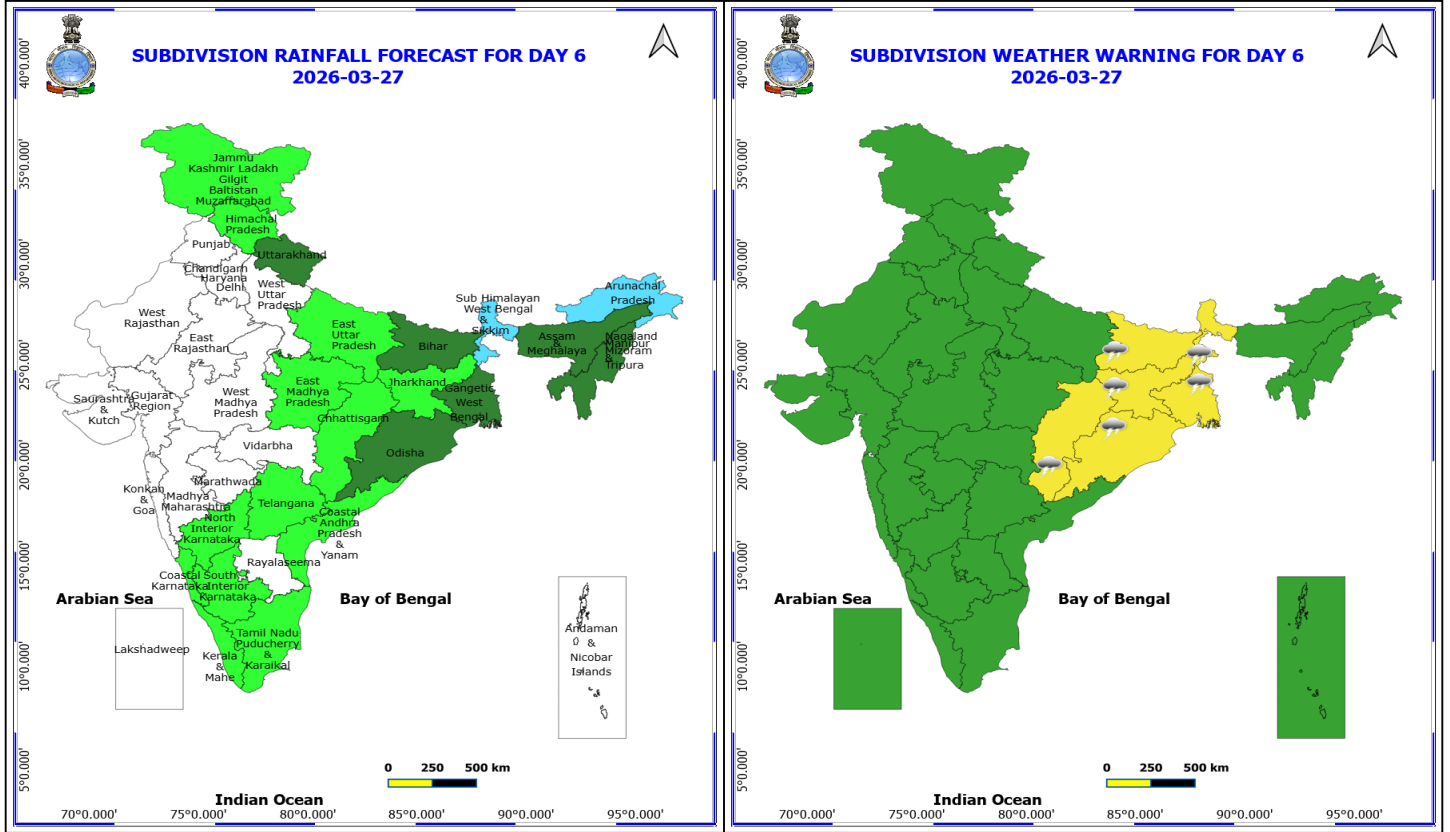 SUBDIVISION RAINFALL FORECAST FOR DAY 6
2026-03-27
40°0.000'
35°0.000'
30°0.000'
25°0.000'
20°0.000'
15°0.000'
10°0.000'
5°0.000'
Jammu
Kashmir Ladakh
Gilgit
Baltistan
Muzaffarabad
Himachal
Pradesh
Punjab
Uttarakhand
Chandigarh
Haryana
Delhi
West
Uttar
Pradesh
Sub Himalayan
West Bengal
&
Sikkim
Arunachal
Pradesh
West
Rajasthan
East
Rajasthan
East
Uttar
Pradesh
Bihar
Assam
&
Meghalaya
Nagaland
Manipur
Mizoram
&
Tripura
Saurashtra
&
Kutch
Gujarat
Region
West
Madhya
Pradesh
East
Madhya
Pradesh
Jharkhand
Gangetic
West
Bengal
Chhattisgarh
Vidarbha
Odisha
Konkan
&
Goa
Madhya
Maharashtra
Marathwada
Telangana
North
Interior
Karnataka
Coastal
Andhra
Pradesh
&
Yanam
Rayalaseema
Coastal
Karnataka
South
Interior
Karnataka
Arabian Sea
Bay of Bengal
Lakshadweep
Kerala
&
Mahe
Tamil Nadu
Puducherry
&
Karaikal
Andaman
&
Nicobar
Islands
0 250 500 km
Indian Ocean
70°0.000' 75°0.000' 80°0.000' 85°0.000' 90°0.000' 95°0.000'
SUBDIVISION WEATHER WARNING FOR DAY 6
2026-03-27
40°0.000'
35°0.000'
30°0.000'
25°0.000'
20°0.000'
15°0.000'
10°0.000'
5°0.000'
Arabian Sea
Bay of Bengal
0 250 500 km
Indian Ocean
70°0.000' 75°0.000' 80°0.000' 85°0.000' 90°0.000' 95°0.000'